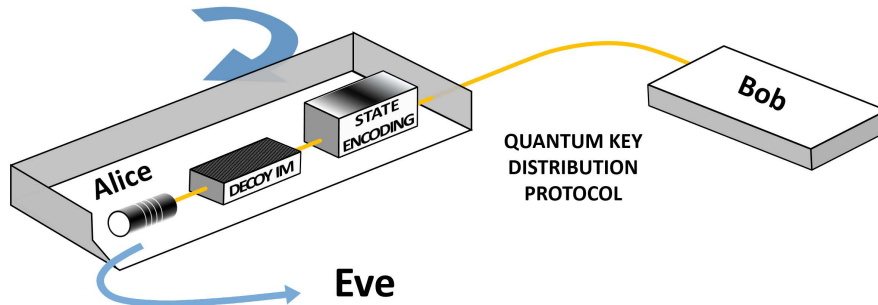 Alice
DECOY IM
STATE
ENCODING
QUANTUM KEY
DISTRIBUTION
PROTOCOL
Bob
Eve